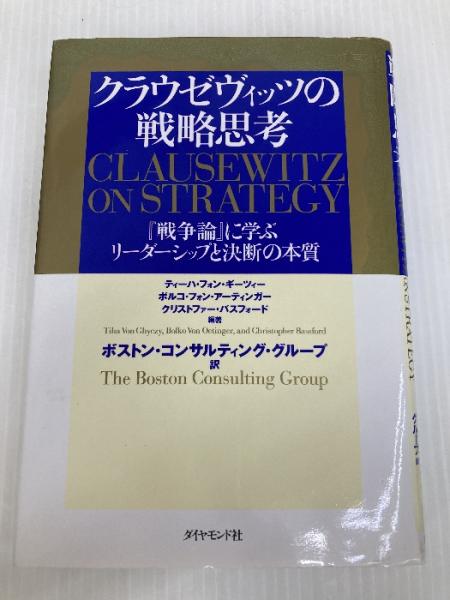 クラウゼヴィッツの
戦略思考
CLAUSEWITZ
ON STRATEGY
『戦争論』に学ぶ
リーダーシップと決断の本質
ティーハ・フォン・ギーツィー
ボルコ・フォン・アーティンガー
クリストファー・バスフォード
編著
Tiha Von Ghyczy, Bolko Von Oetinger, and Christopher Bassford
ボストン・コンサルティング・グループ
訳
The Boston Consulting Group
ダイヤモンド社